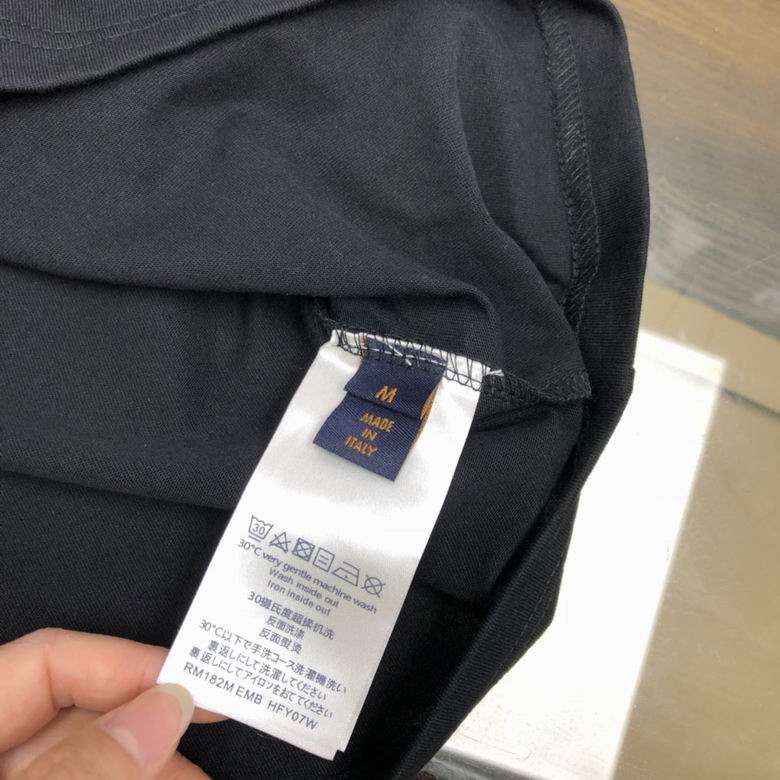 M
MADE
IN
ITALY
30
30°C very gentle machine wash
Wash inside out
Iron inside out
30摄氏度超揉机洗
反面洗涤
反面熨烫
30°C以下で手洗コース洗濯機洗い
裏返しにして洗濯してください
裏返しにしてアイロンをおてください
RM182M EMB HFY07W